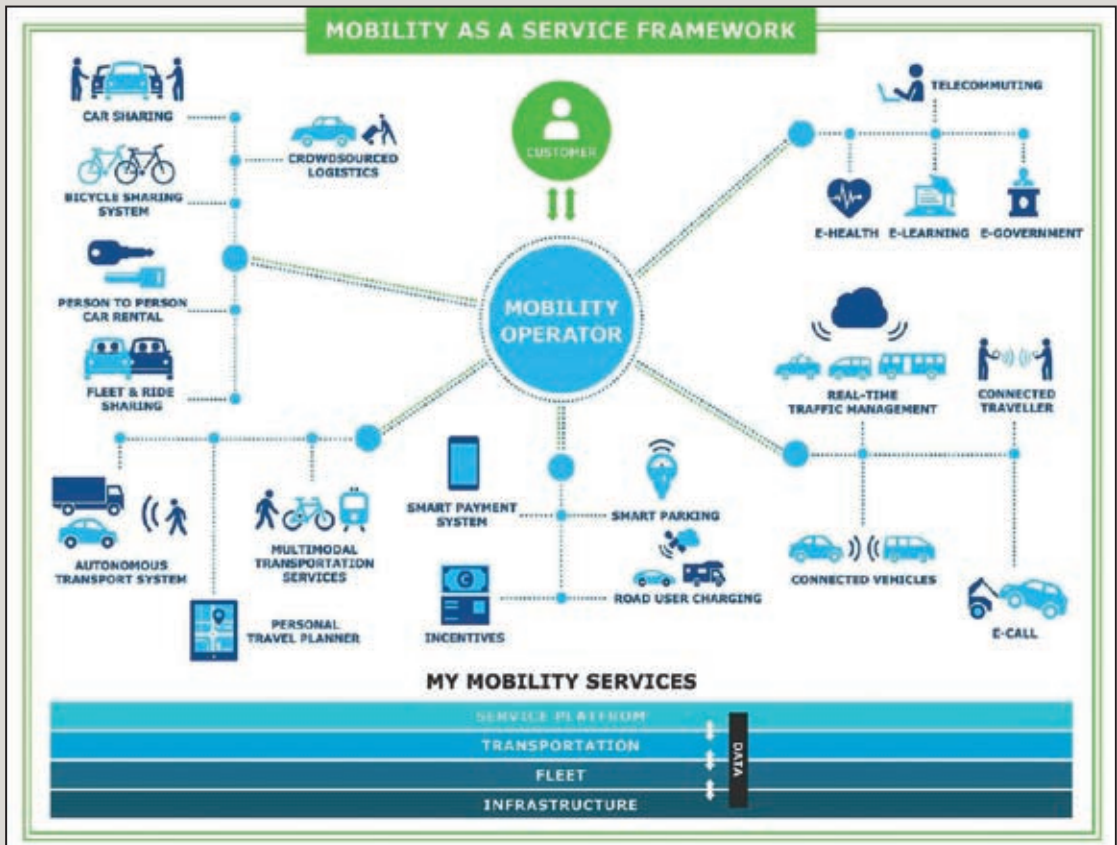 MOBILITY AS A SERVICE FRAMEWORK
CUSTOMER
MOBILITY
OPERATOR
CAR SHARING
CROWDSOURCED
LOGISTICS
BICYCLE SHARING
SYSTEM
PERSON TO PERSON
CAR RENTAL
FLEET & RIDE
SHARING
TELECOMMUTING
E-HEALTH
E-LEARNING
E-GOVERNMENT
REAL-TIME
TRAFFIC MANAGEMENT
CONNECTED
TRAVELLER
CONNECTED VEHICLES
E-CALL
AUTONOMOUS
TRANSPORT SYSTEM
MULTIMODAL
TRANSPORTATION
SERVICES
PERSONAL
TRAVEL PLANNER
SMART PAYMENT
SYSTEM
SMART PARKING
INCENTIVES
ROAD USER CHARGING
MY MOBILITY SERVICES
SERVICE PLATFROM
TRANSPORTATION
FLEET
INFRASTRUCTURE
DATA